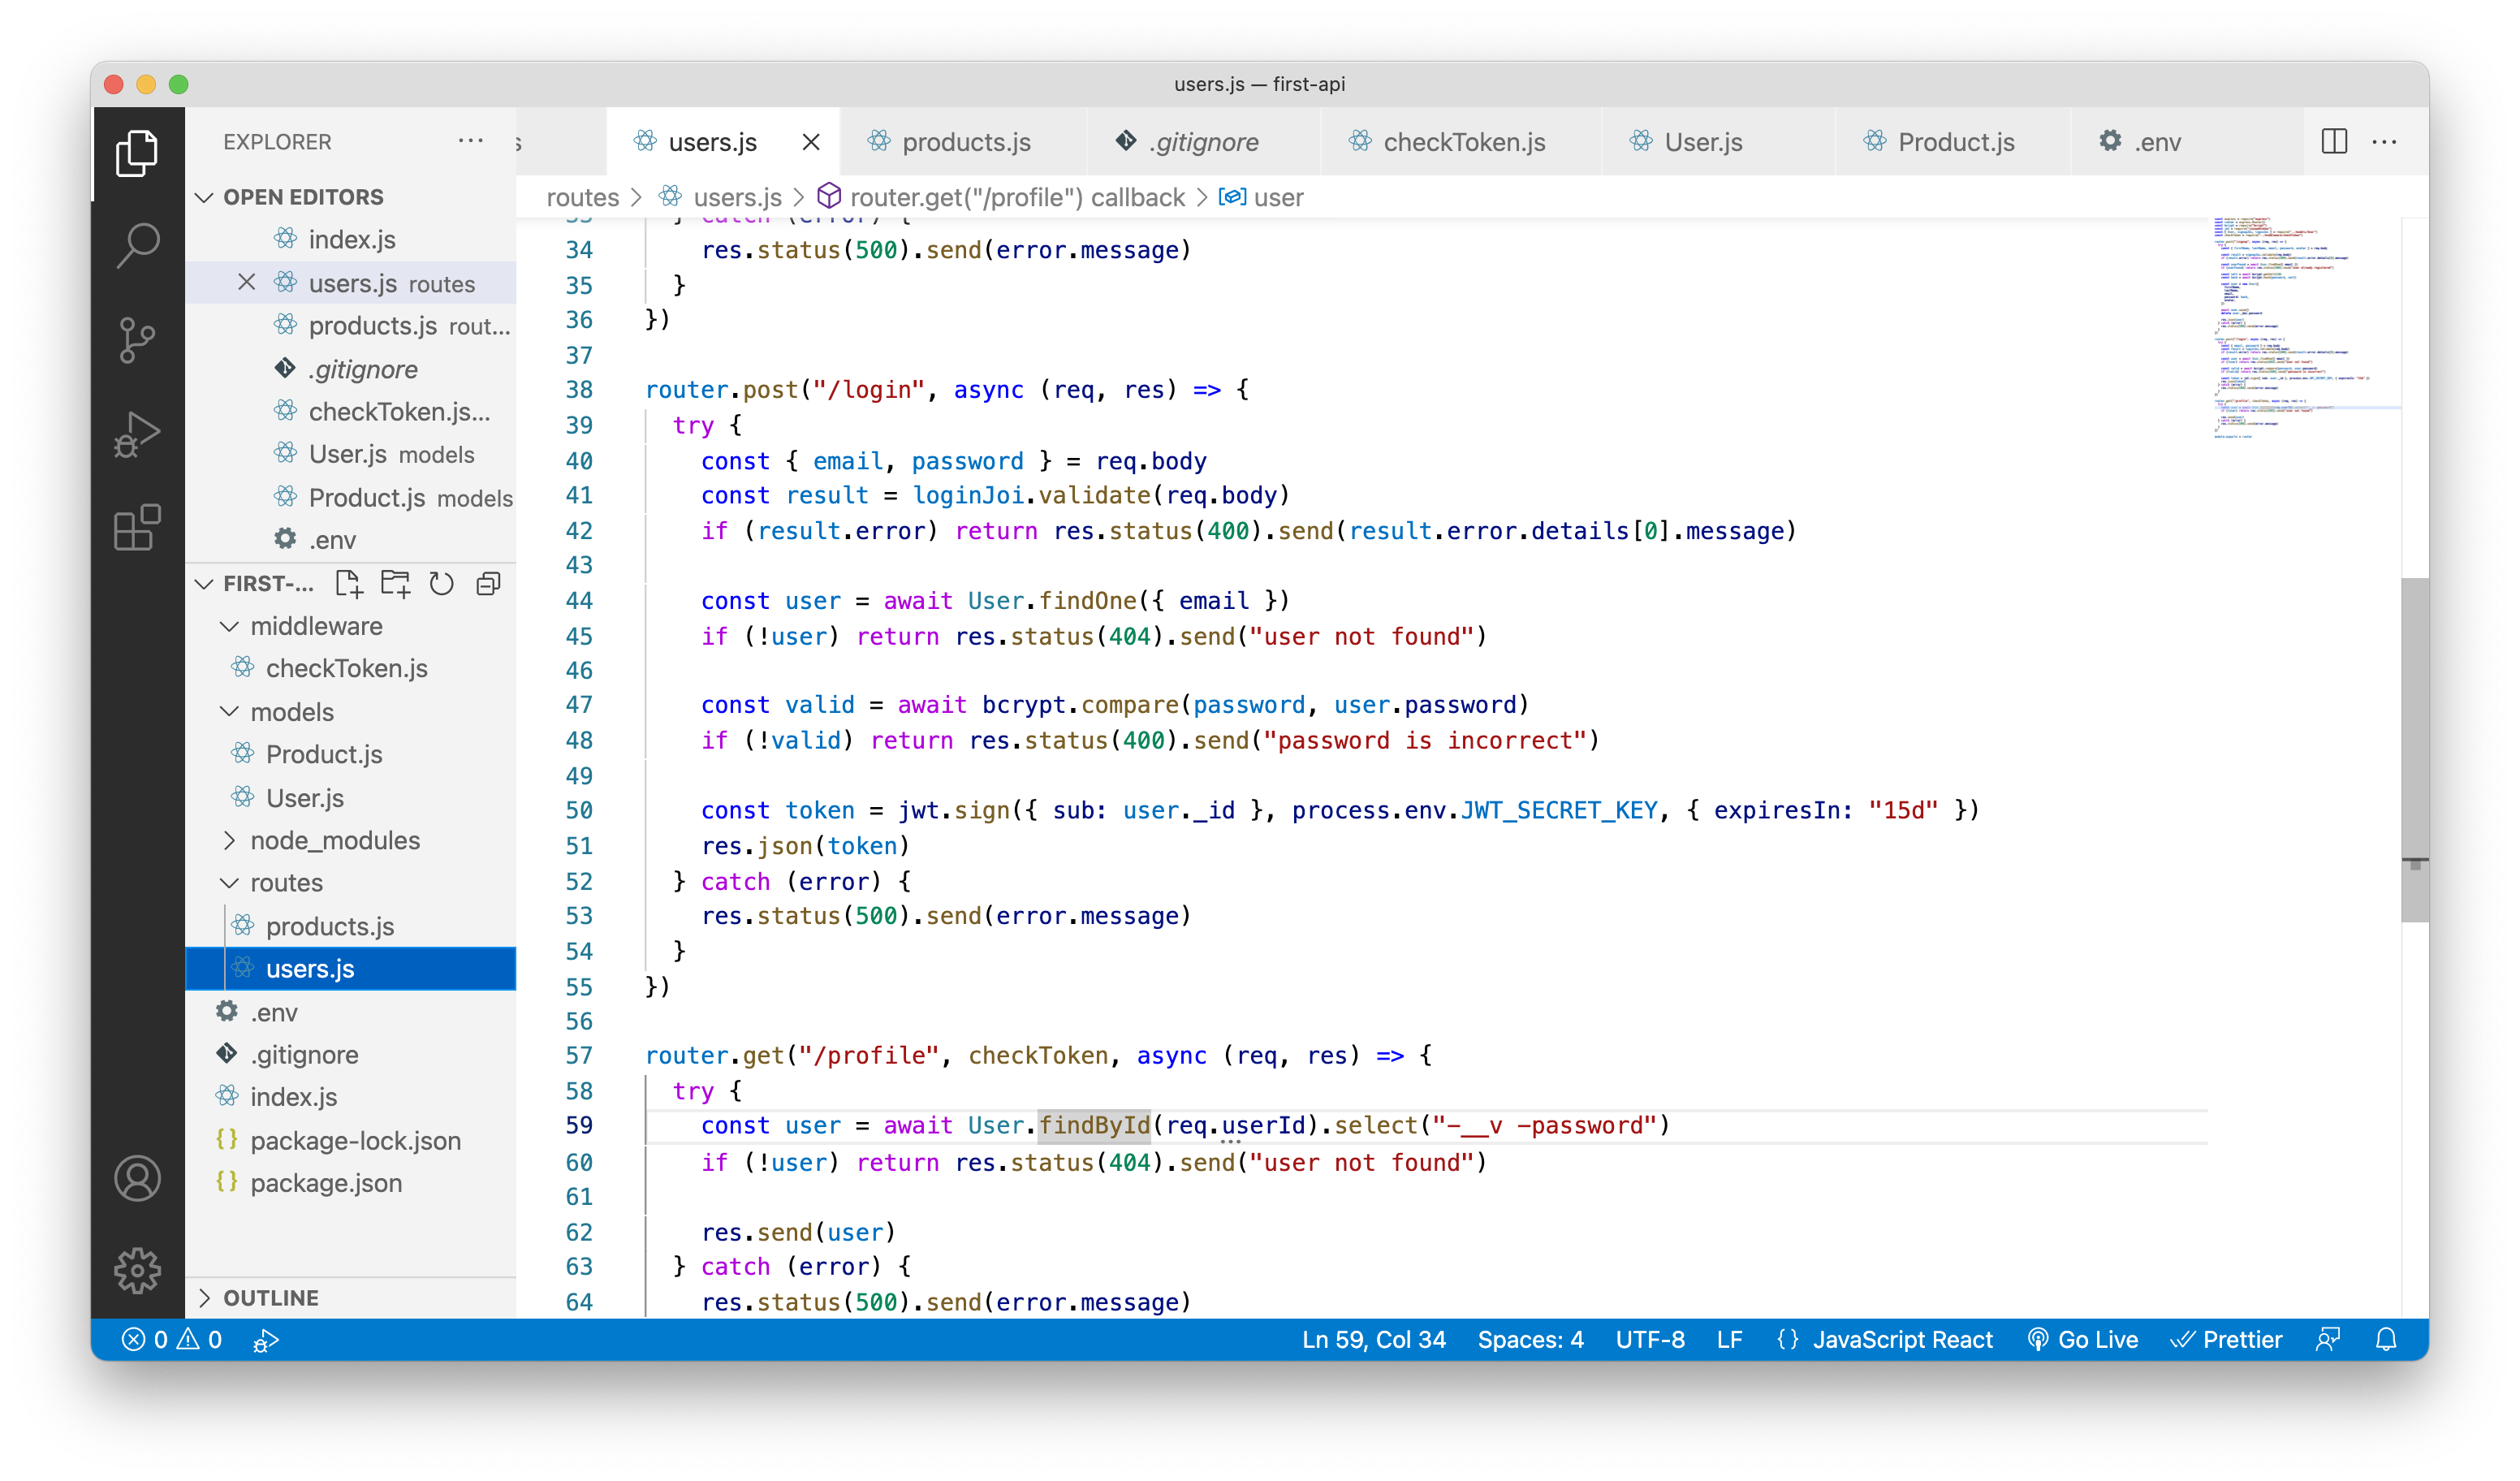 users.js — first-api
EXPLORER
s
users.js
products.js
.gitignore
checkToken.js
User.js
Product.js
.env
OPEN EDITORS
index.js
users.js routes
products.js rout...
.gitignore
checkToken.js...
User.js models
Product.js models
.env
FIRST-...
middleware
checkToken.js
models
Product.js
User.js
node_modules
routes
products.js
users.js
.env
.gitignore
index.js
package-lock.json
package.json
OUTLINE
routes > users.js > router.get("/profile") callback > user
33 } catch (error) {
34 res.status(500).send(error.message)
35 }
36 })
37
38 router.post("/login", async (req, res) => {
39 try {
40 const { email, password } = req.body
41 const result = loginJoi.validate(req.body)
42 if (result.error) return res.status(400).send(result.error.details[0].message)
43
44 const user = await User.findOne({ email })
45 if (!user) return res.status(404).send("user not found")
46
47 const valid = await bcrypt.compare(password, user.password)
48 if (!valid) return res.status(400).send("password is incorrect")
49
50 const token = jwt.sign({ sub: user._id }, process.env.JWT_SECRET_KEY, { expiresIn: "15d" })
51 res.json(token)
52 } catch (error) {
53 res.status(500).send(error.message)
54 }
55 })
56
57 router.get("/profile", checkToken, async (req, res) => {
58 try {
59 const user = await User.findById(req.userId).select("-__v -password")
60 if (!user) return res.status(404).send("user not found")
61
62 res.send(user)
63 } catch (error) {
64 res.status(500).send(error.message)
0 0
Ln 59, Col 34
Spaces: 4
UTF-8
LF
{} JavaScript React
Go Live
Prettier